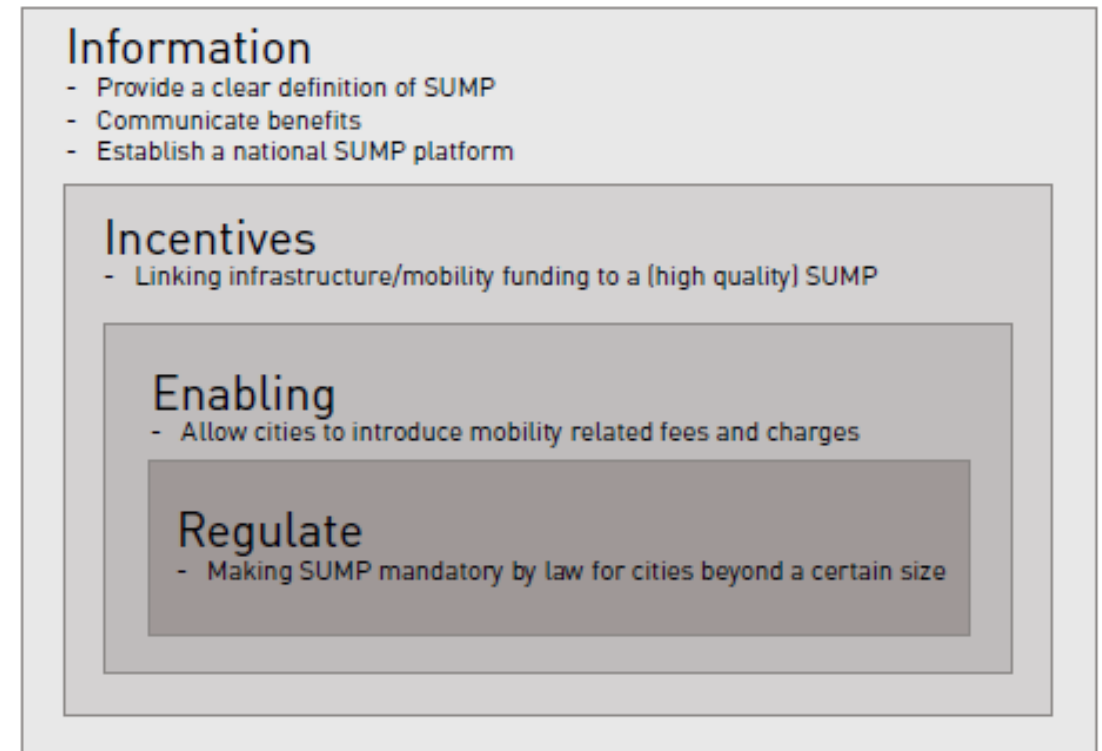 Information
- Provide a clear definition of SUMP
- Communicate benefits
- Establish a national SUMP platform
Incentives
- Linking infrastructure/mobility funding to a (high quality) SUMP
Enabling
- Allow cities to introduce mobility related fees and charges
Regulate
- Making SUMP mandatory by law for cities beyond a certain size